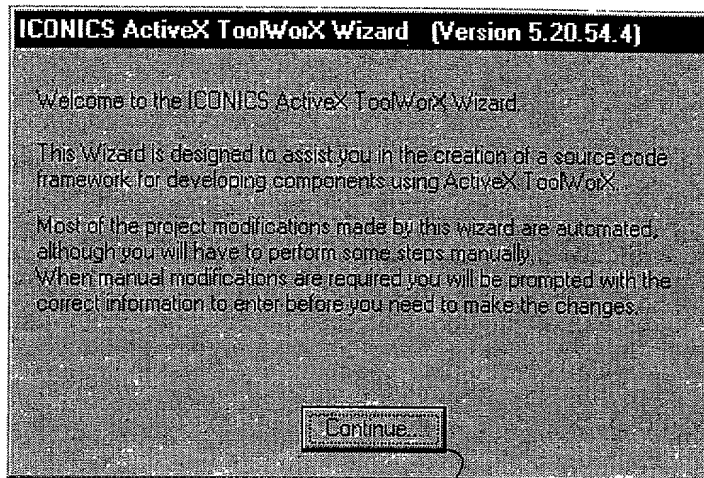 ICONICS ActiveX ToolWorX Wizard (Version 5.20.54.4)
Welcome to the ICONICS ActiveX ToolWorX Wizard.
This Wizard is designed to assist you in the creation of a source code
framework for developing components using ActiveX ToolWorX.
Most of the project modifications made by this wizard are automated,
although you will have to perform some steps manually.
When manual modifications are required you will be prompted with the
correct information to enter before you need to make the changes.
Continue...